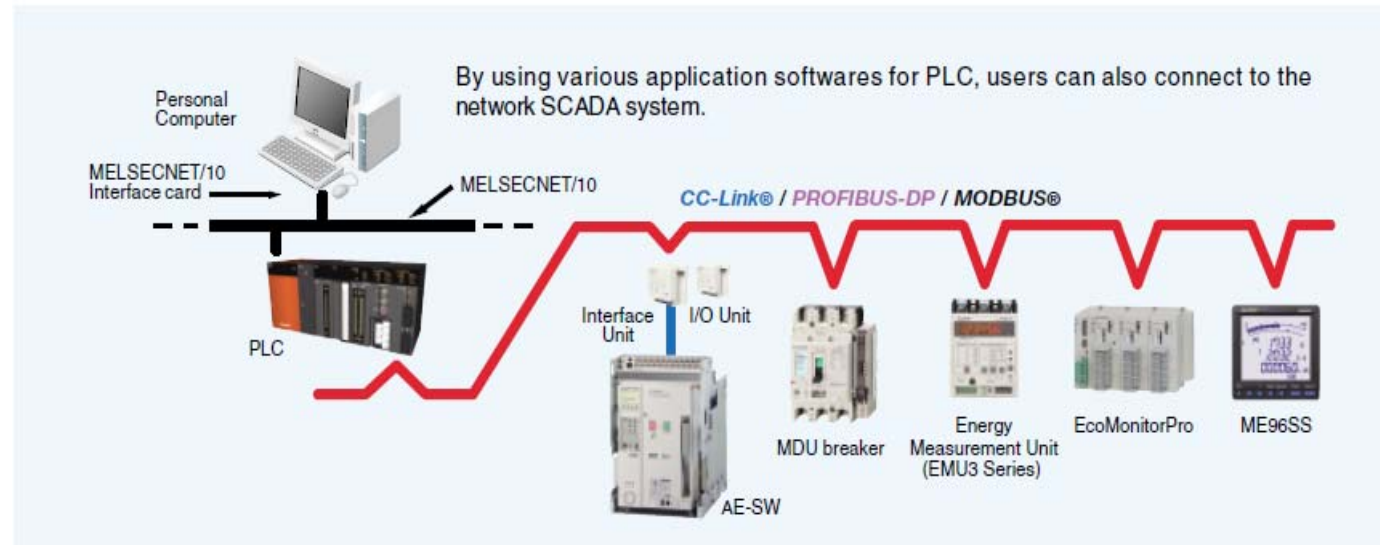 By using various application softwares for PLC, users can also connect to the
network SCADA system.
Personal
Computer
MELSECNET/10
Interface card
MELSECNET/10
CC-Link® / PROFIBUS-DP / MODBUS®
PLC
Interface
Unit
I/O Unit
AE-SW
MDU breaker
Energy
Measurement Unit
(EMU3 Series)
EcoMonitorPro
ME96SS